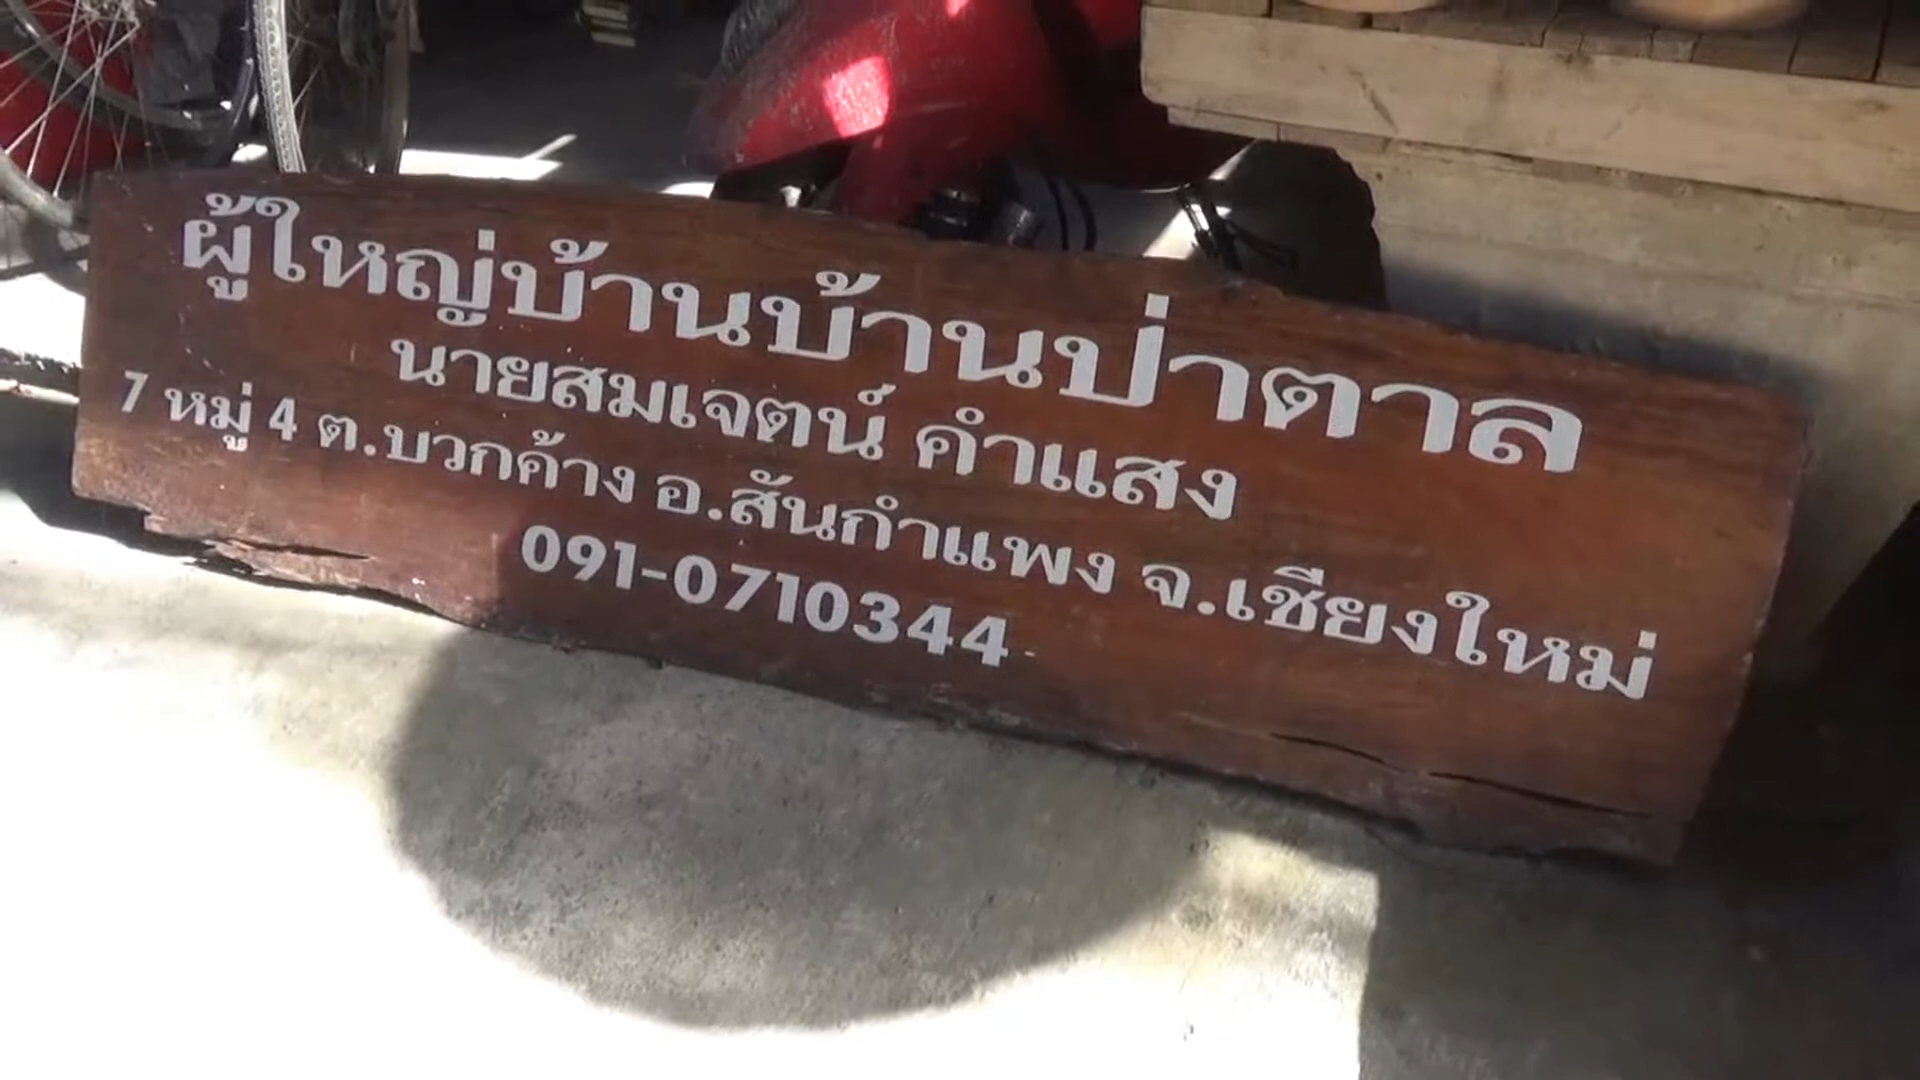 ผู้ใหญ่บ้านบ้านป่าตาล
นายสมเจตน์ คำแสง
7 หมู่ 4 ต.บวกค้าง อ.สันกำแพง จ.เชียงใหม่
091-0710344